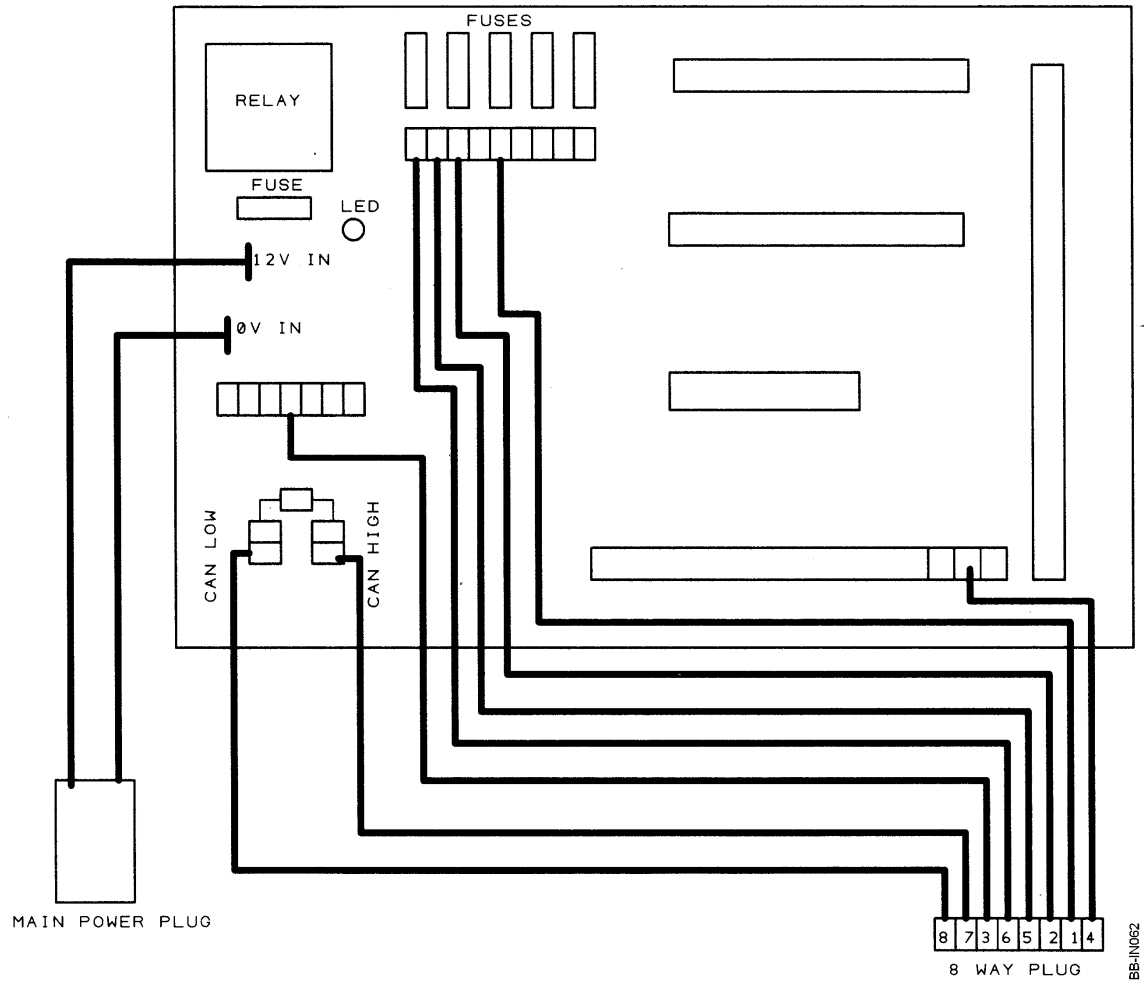 FUSES
RELAY
FUSE
LED
12V IN
0V IN
CAN LOW
CAN HIGH
MAIN POWER PLUG
8 7 3 6 5 2 1 4
8 WAY PLUG
BB-IN062